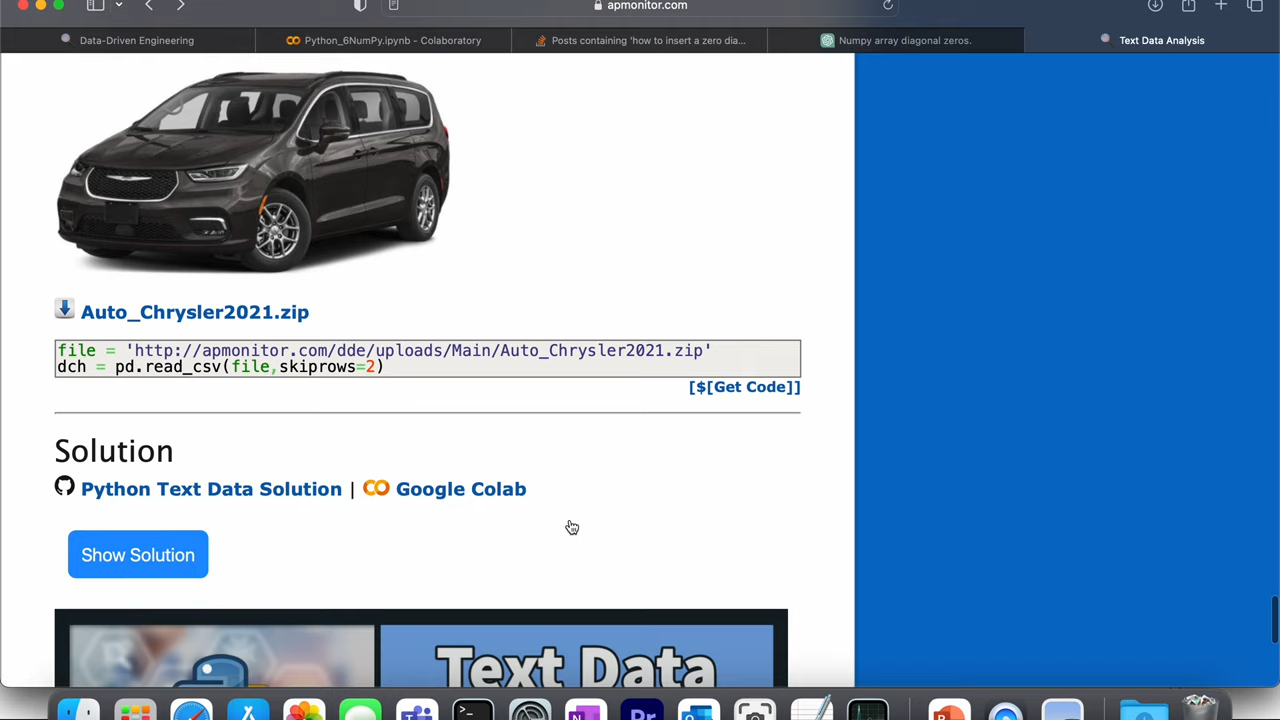 apmonitor.com
Data-Driven Engineering
Python_6NumPy.ipynb - Colaboratory
Posts containing 'how to insert a zero dia...
Numpy array diagonal zeros.
Text Data Analysis
Auto_Chrysler2021.zip
file = 'http://apmonitor.com/dde/uploads/Main/Auto_Chrysler2021.zip'
dch = pd.read_csv(file,skiprows=2)
[$[Get Code]]
Solution
Python Text Data Solution | Google Colab
Show Solution
Text Data